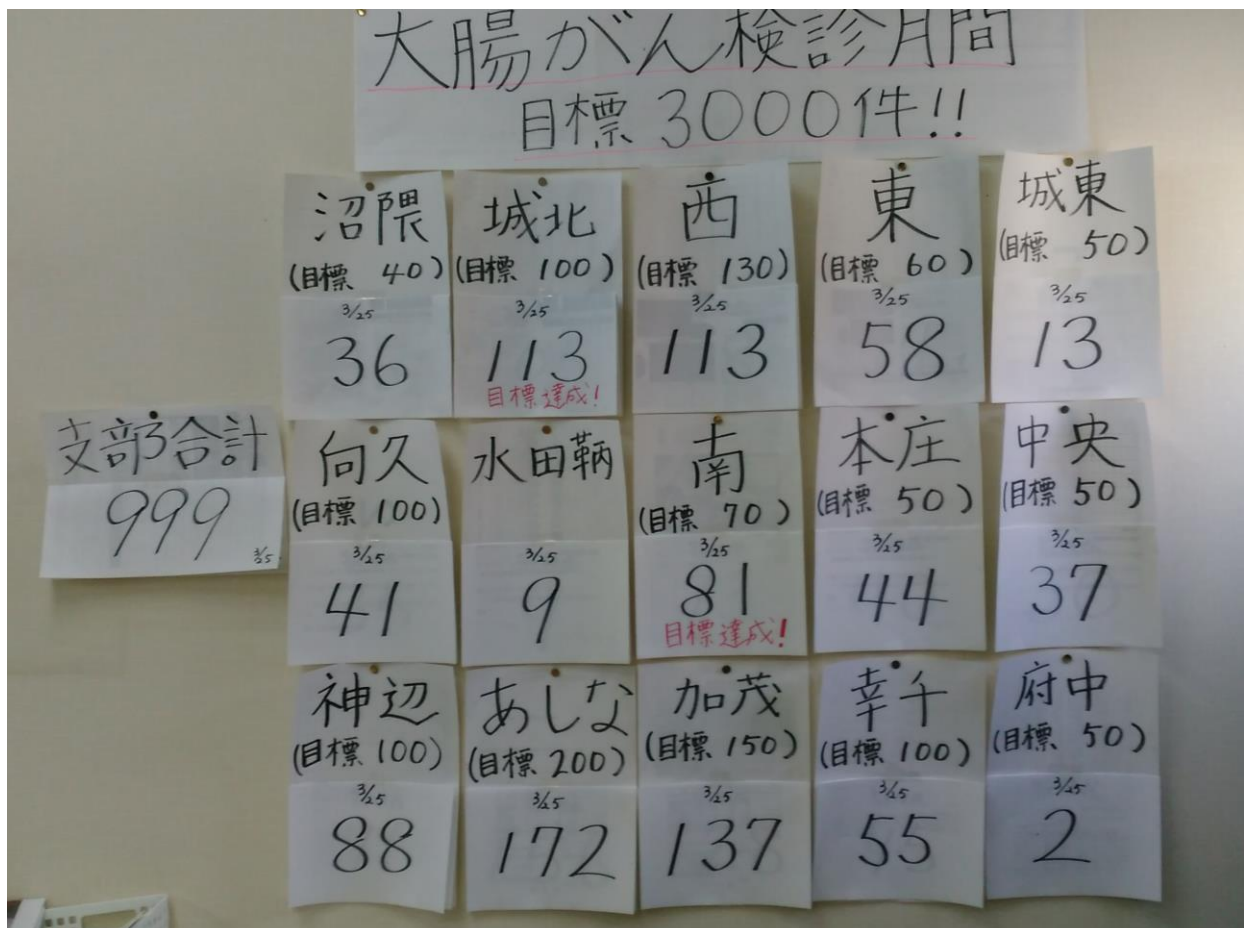 大腸がん検診月間
目標 3000件!!
沼隈
(目標 40)
3/25
36
城北
(目標 100)
3/25
113
目標達成!
西
(目標 130)
3/25
113
東
(目標 60)
3/25
58
城東
(目標 50)
3/25
13
支部合計
999
3/25
向久
(目標 100)
3/25
41
水田鞆
3/25
9
南
(目標 70)
3/25
81
目標達成!
本庄
(目標 50)
3/25
44
中央
(目標 50)
3/25
37
神辺
(目標 100)
3/25
88
あしな
(目標 200)
3/25
172
加茂
(目標 150)
3/25
137
幸千
(目標 100)
3/25
55
府中
(目標 50)
3/25
2